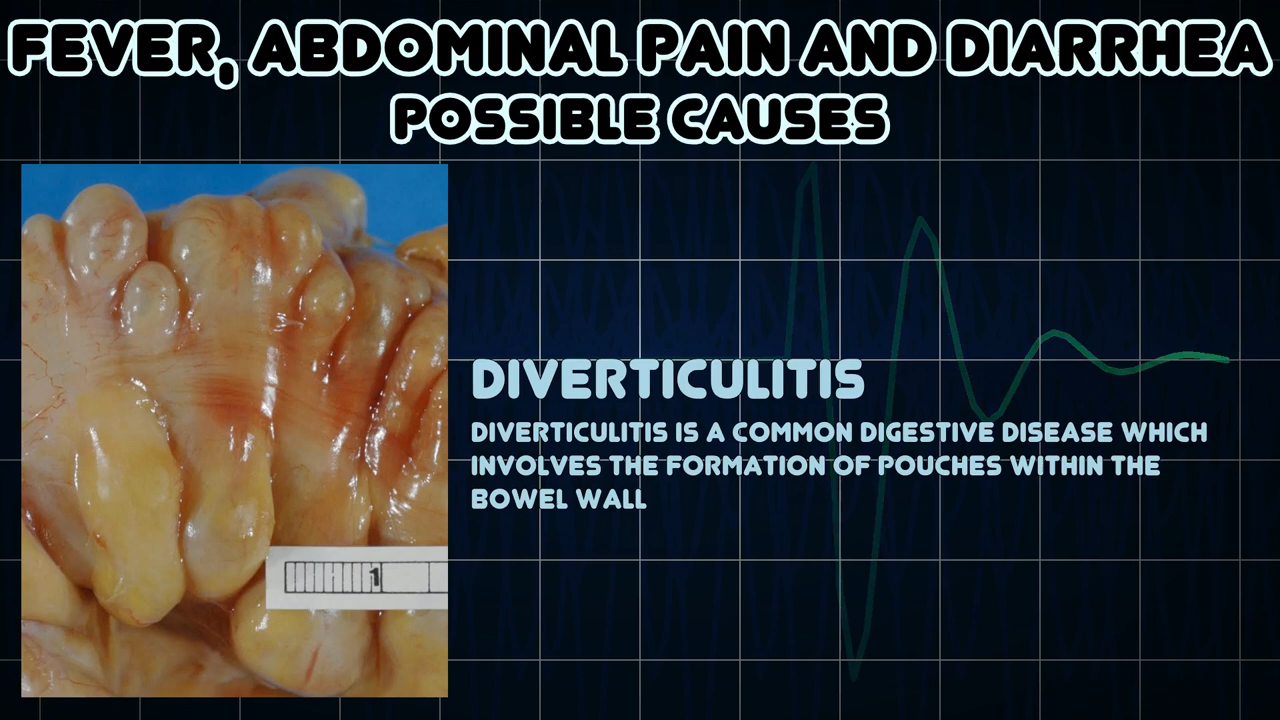 FEVER, ABDOMINAL PAIN AND DIARRHEA
POSSIBLE CAUSES
DIVERTICULITIS
DIVERTICULITIS IS A COMMON DIGESTIVE DISEASE WHICH
INVOLVES THE FORMATION OF POUCHES WITHIN THE
BOWEL WALL
1